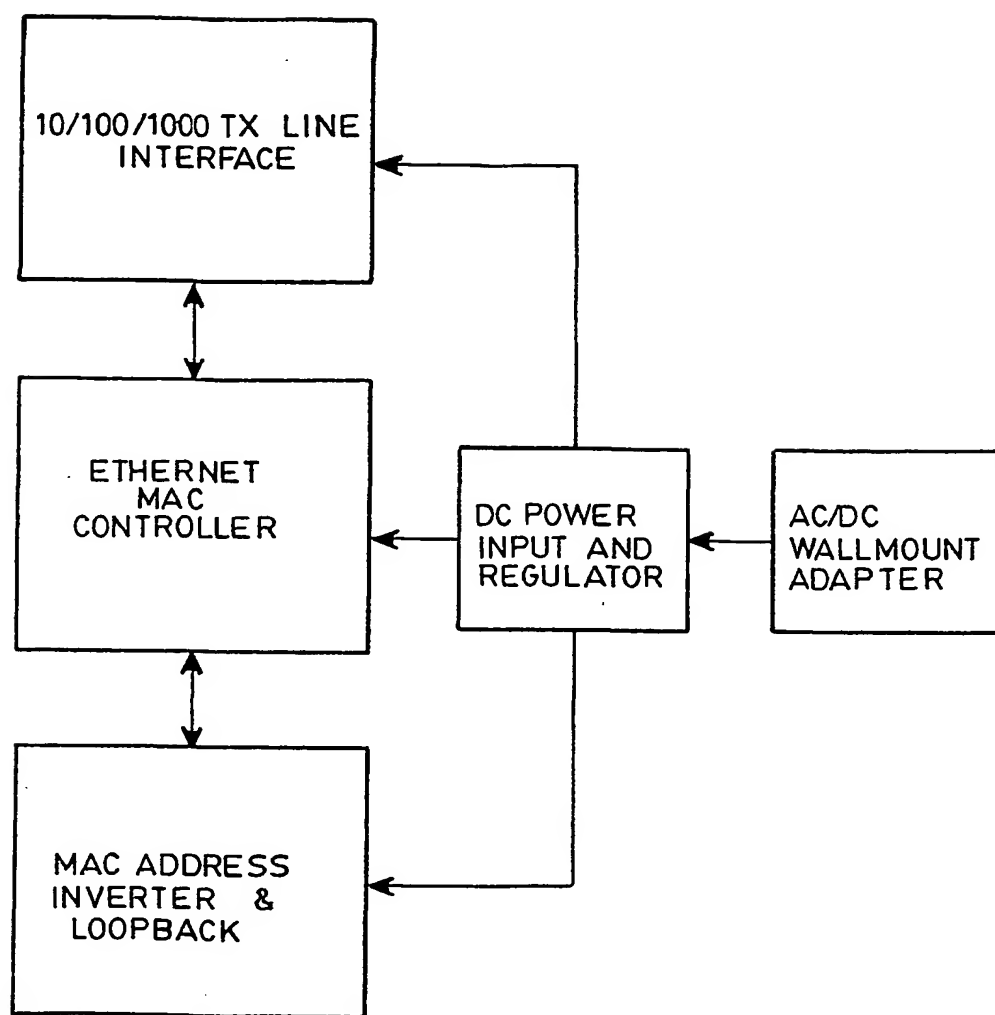 10/100/1000 TX LINE
INTERFACE
ETHERNET
MAC
CONTROLLER
DC POWER
INPUT AND
REGULATOR
AC/DC
WALLMOUNT
ADAPTER
MAC ADDRESS
INVERTER &
LOOPBACK